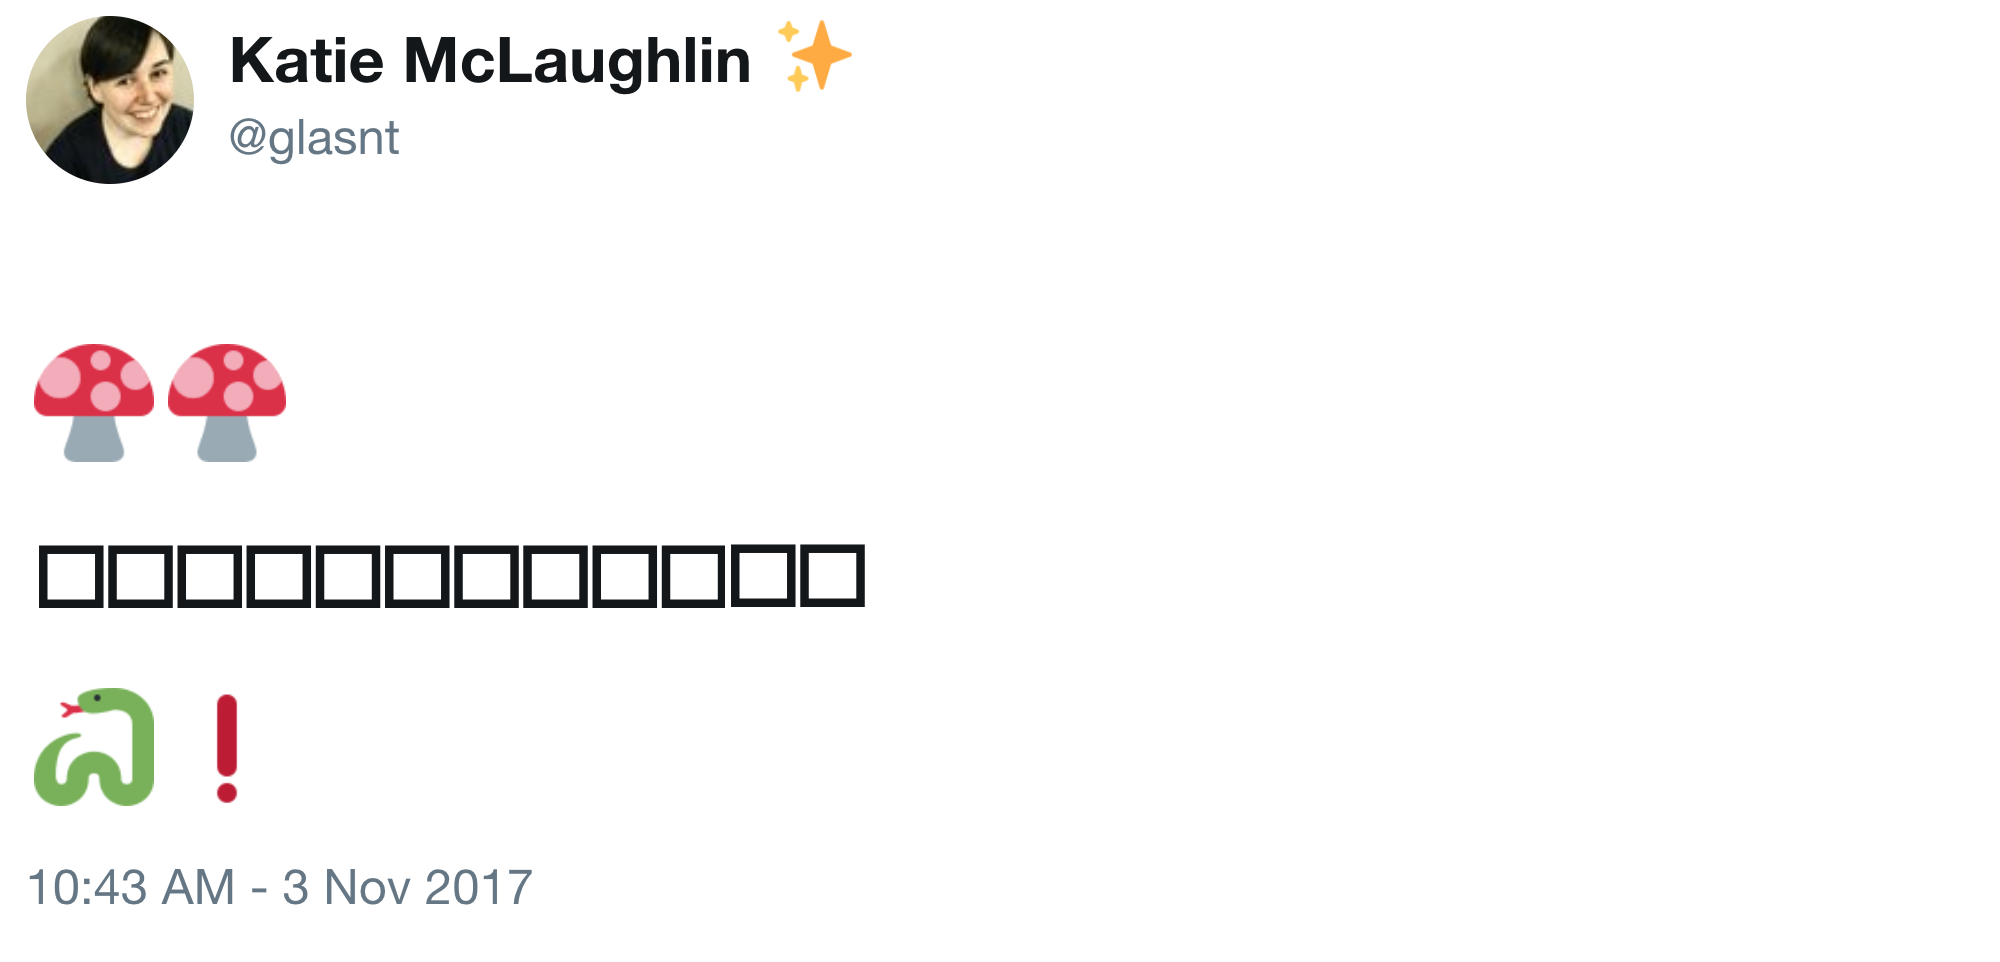 Katie McLaughlin ✨
@glasnt
🍄🍄
□□□□□□□□□□□□
🐍❗
10:43 AM - 3 Nov 2017